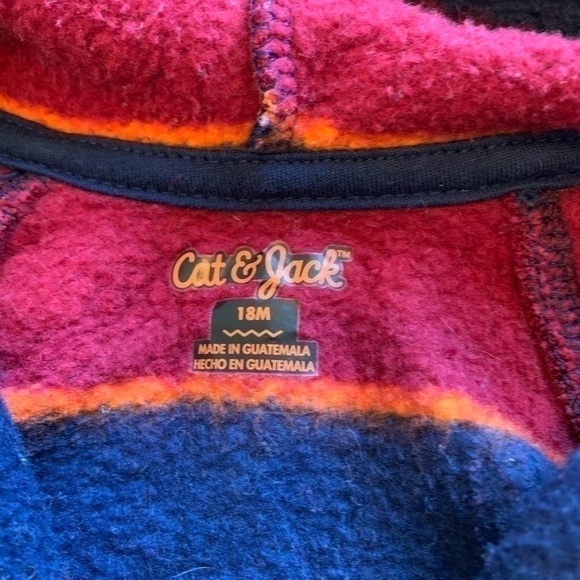 Cat & Jack™
18M
MADE IN GUATEMALA
HECHO EN GUATEMALA